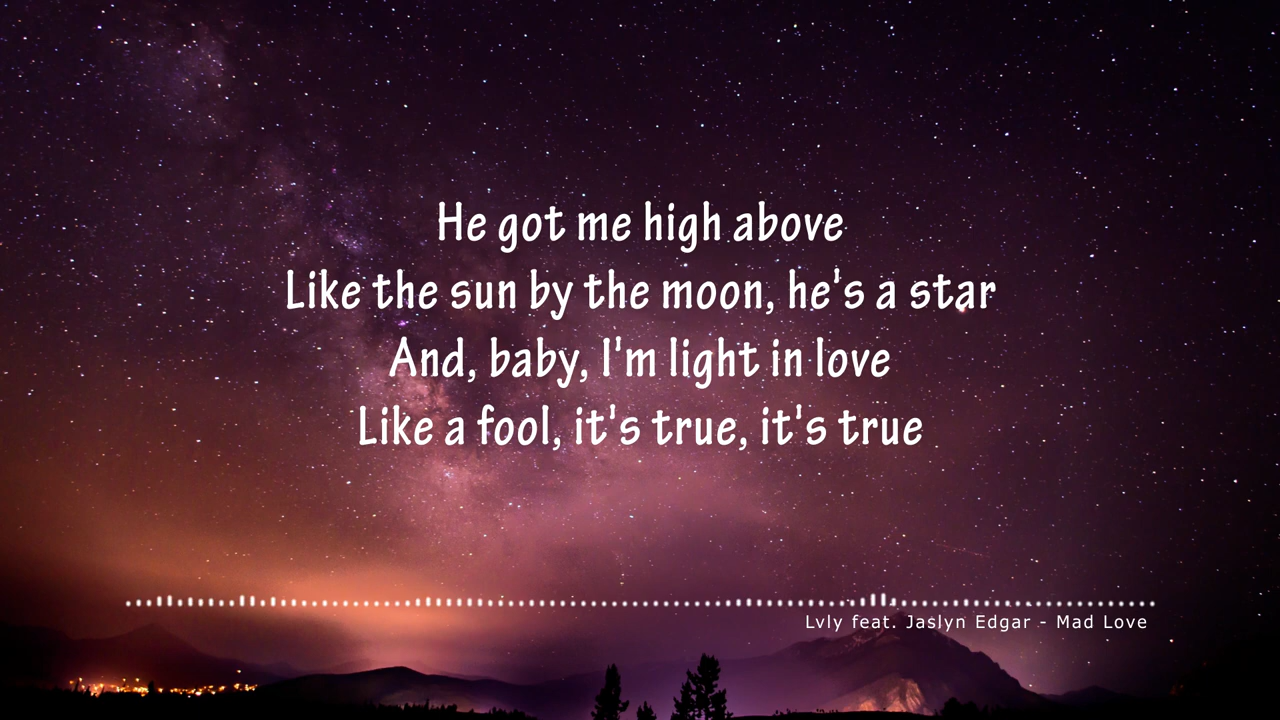 He got me high above
Like the sun by the moon, he's a star
And, baby, I'm light in love
Like a fool, it's true, it's true
Lvly feat. Jaslyn Edgar - Mad Love